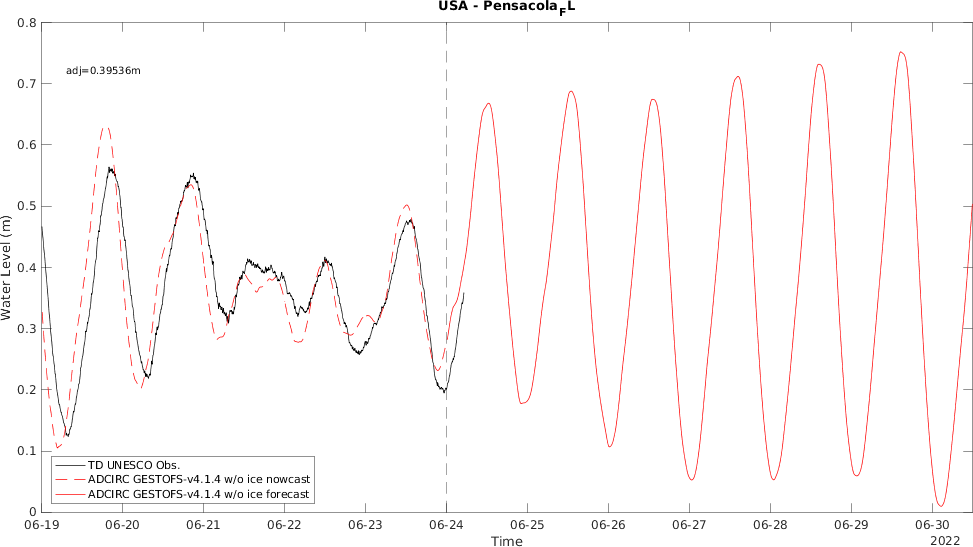 USA - Pensacola_FL
0.8
0.7
0.6
0.5
0.4
0.3
0.2
0.1
0
Water Level (m)
adj=0.39536m
TD UNESCO Obs.
ADCIRC GESTOFS-v4.1.4 w/o ice nowcast
ADCIRC GESTOFS-v4.1.4 w/o ice forecast
06-19 06-20 06-21 06-22 06-23 06-24 06-25 06-26 06-27 06-28 06-29 06-30
Time
2022